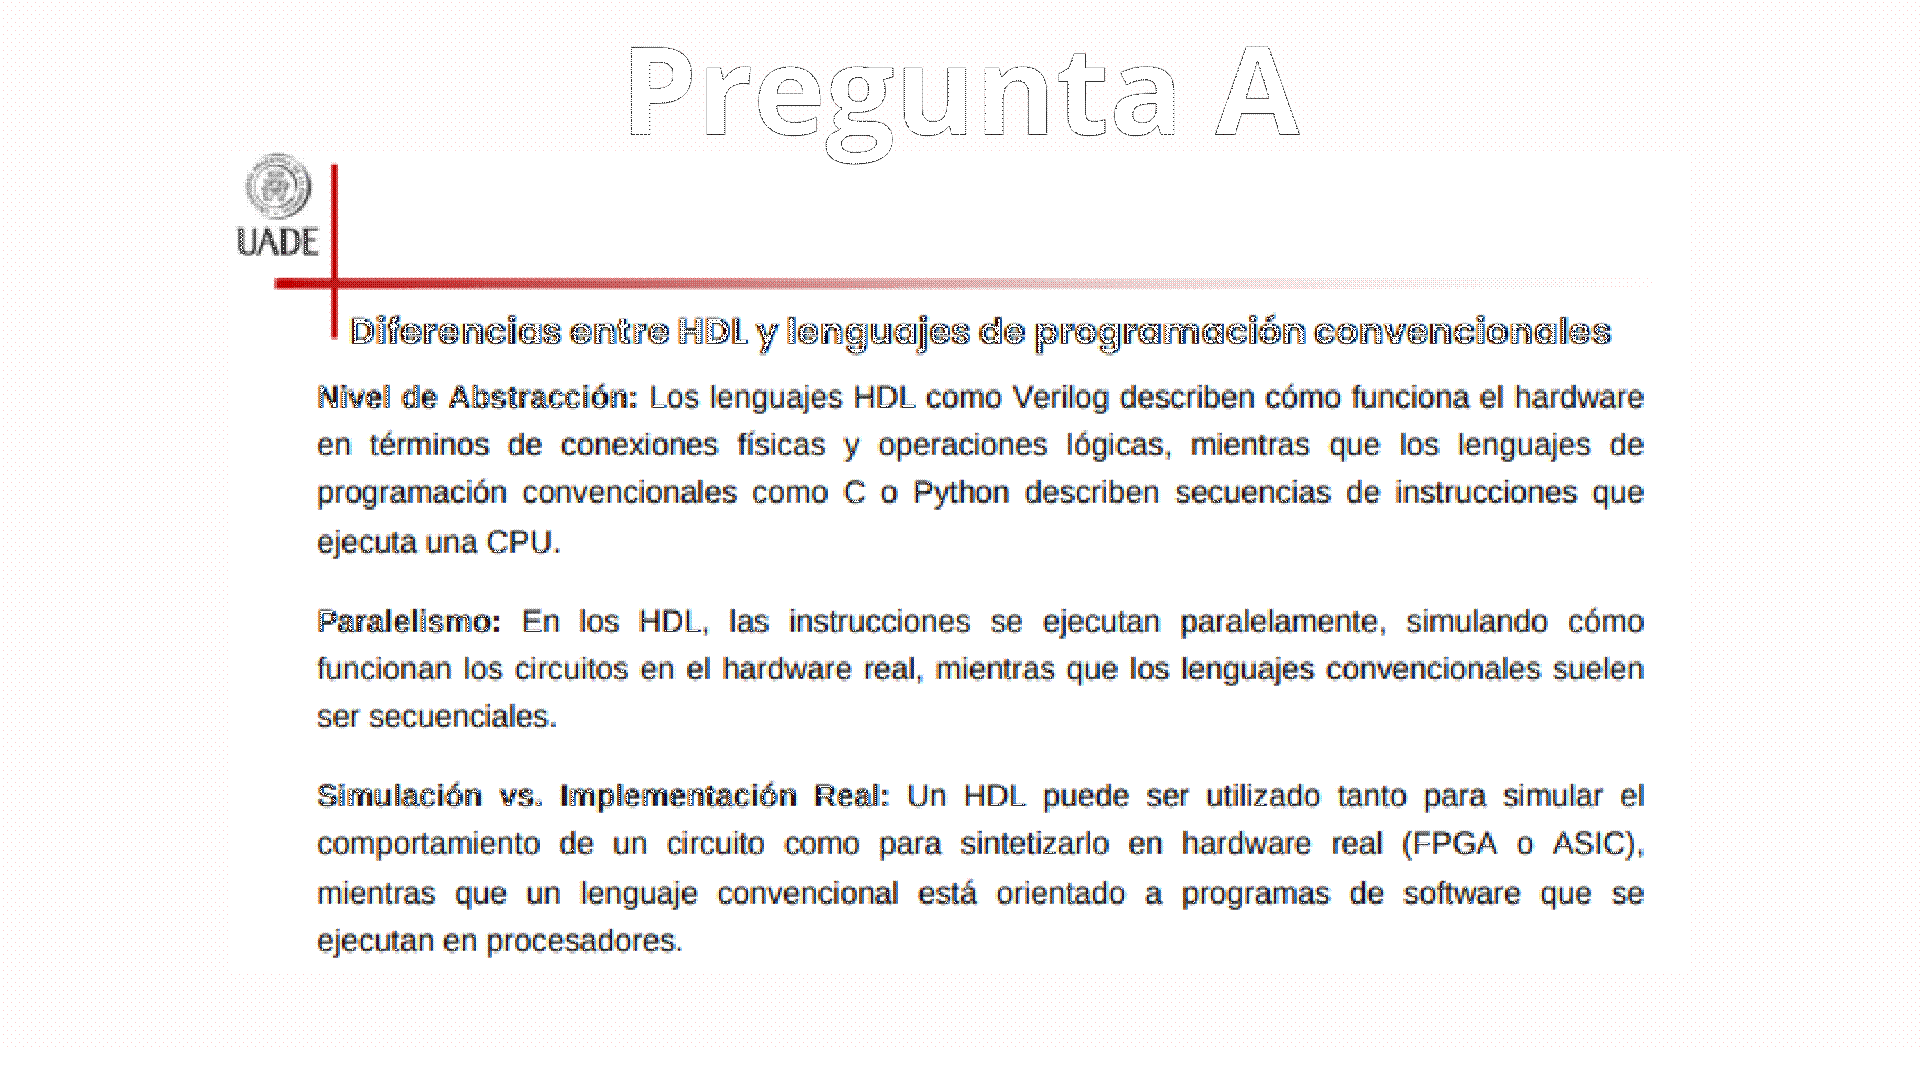 Pregunta A
UADE
Diferencias entre HDL y lenguajes de programación convencionales
Nivel de Abstracción: Los lenguajes HDL como Verilog describen cómo funciona el hardware
en términos de conexiones físicas y operaciones lógicas, mientras que los lenguajes de
programación convencionales como C o Python describen secuencias de instrucciones que
ejecuta una CPU.
Paralelismo: En los HDL, las instrucciones se ejecutan paralelamente, simulando cómo
funcionan los circuitos en el hardware real, mientras que los lenguajes convencionales suelen
ser secuenciales.
Simulación vs. Implementación Real: Un HDL puede ser utilizado tanto para simular el
comportamiento de un circuito como para sintetizarlo en hardware real (FPGA o ASIC),
mientras que un lenguaje convencional está orientado a programas de software que se
ejecutan en procesadores.